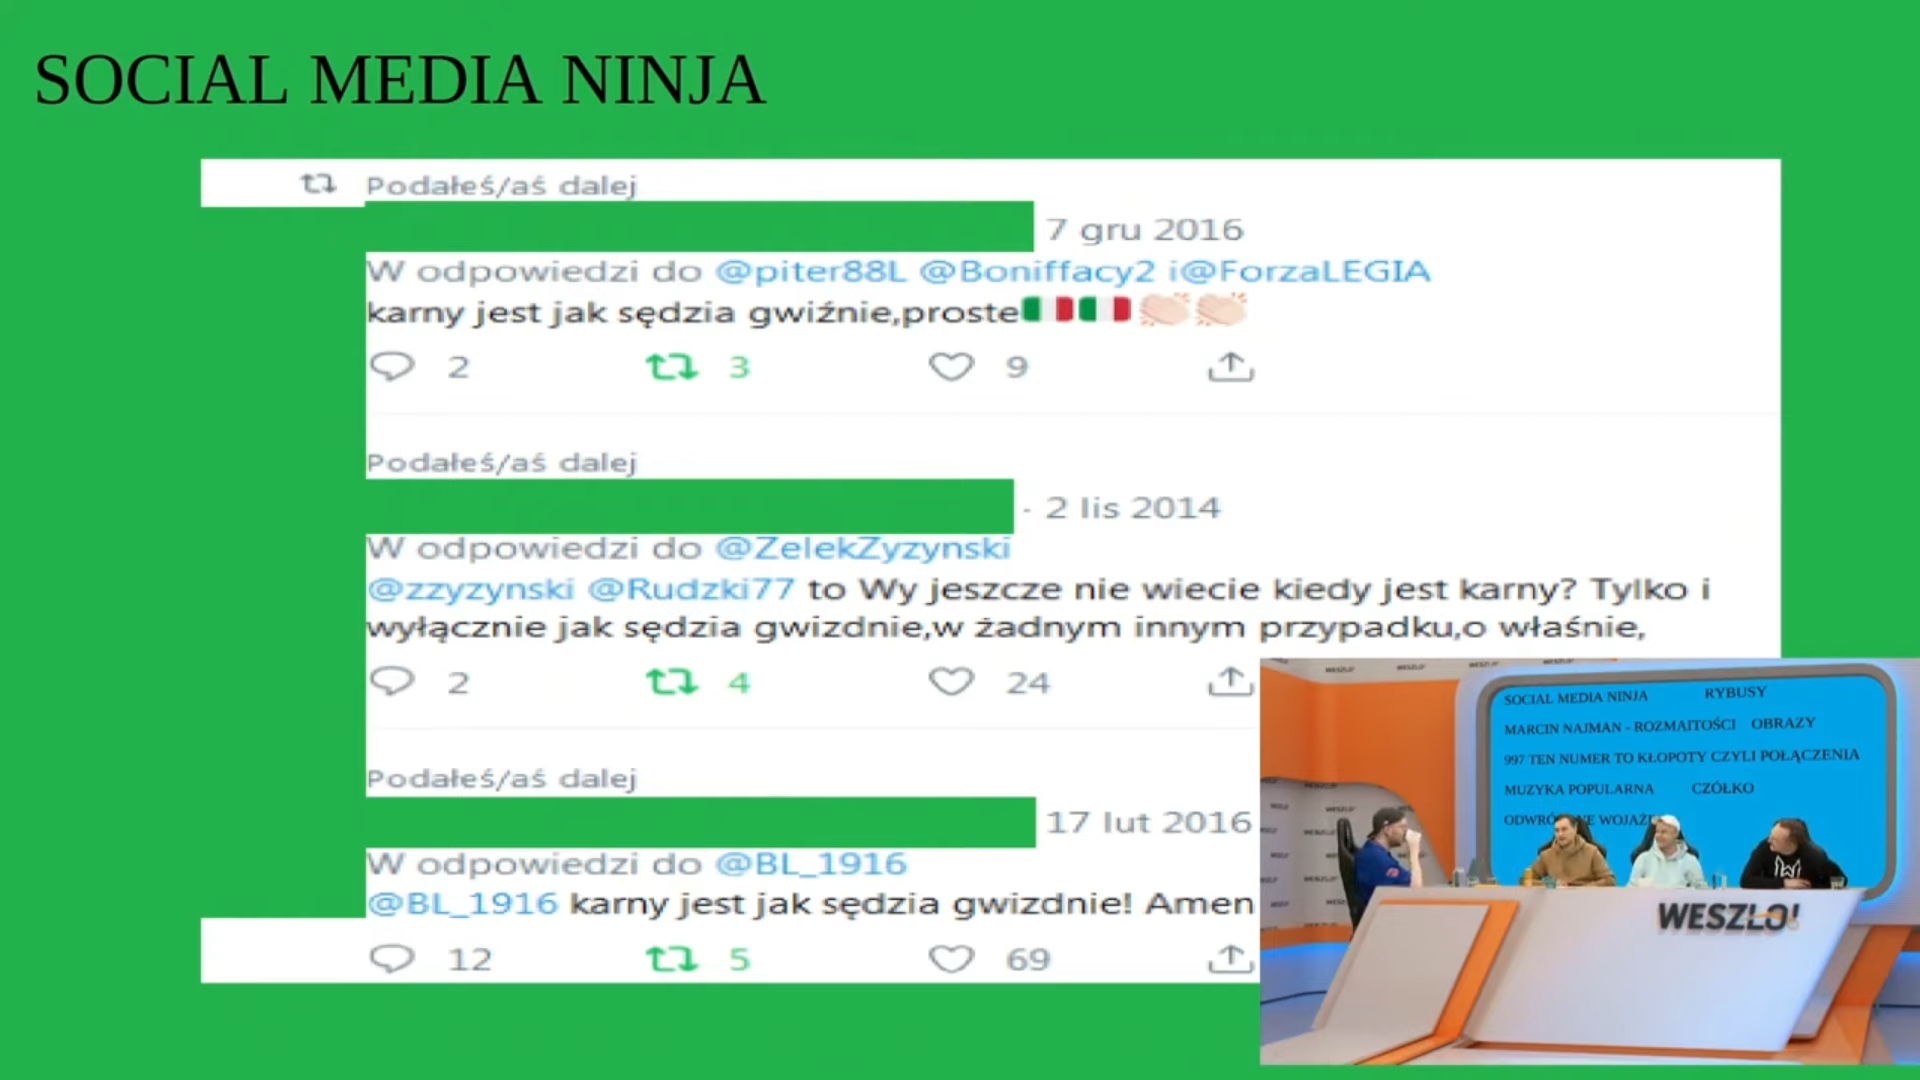 SOCIAL MEDIA NINJA
Podałeś/aś dalej
7 gru 2016
W odpowiedzi do @piter88L @Boniffacy2 i@ForzaLEGIA
karny jest jak sędzia gwiźnie,proste
2 3 9
Podałeś/aś dalej
- 2 lis 2014
W odpowiedzi do @ZelekZyzynski
@zzyzynski @Rudzki77 to Wy jeszcze nie wiecie kiedy jest karny? Tylko i
wyłącznie jak sędzia gwizdnie,w żadnym innym przypadku,o właśnie,
2 4 24
Podałeś/aś dalej
17 lut 2016
W odpowiedzi do @BL_1916
@BL_1916 karny jest jak sędzia gwizdnie! Amen
12 5 69
SOCIAL MEDIA NINJA RYBUSY
MARCIN NAJMAN - ROZMAITOŚCI OBRAZY
997 TEN NUMER TO KŁOPOTY CZYLI POŁĄCZENIA
MUZYKA POPULARNA CZÓŁKO
WESZŁO!